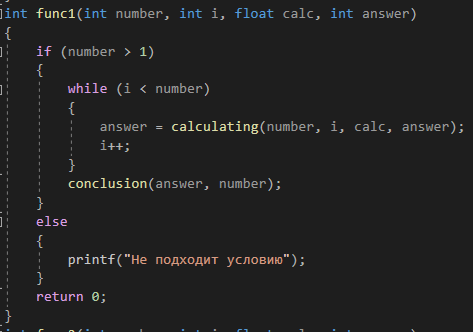 int func1(int number, int i, float calc, int answer)
{
if (number > 1)
{
while (i < number)
{
answer = calculating(number, i, calc, answer);
i++;
}
conclusion(answer, number);
}
else
{
printf("Не подходит условию");
}
return 0;
}